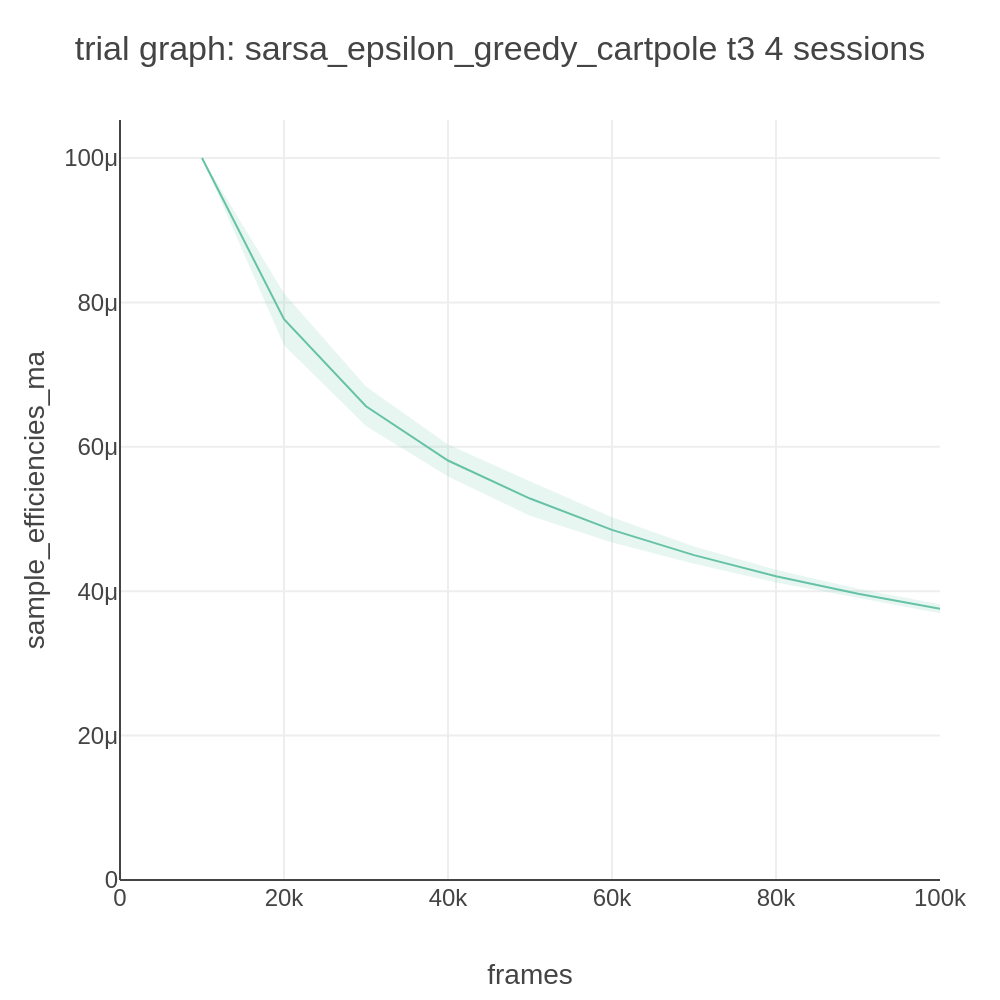 trial graph: sarsa_epsilon_greedy_cartpole t3 4 sessions
100μ
80μ
60μ
40μ
20μ
0
sample_efficiencies_ma
0
20k
40k
60k
80k
100k
frames